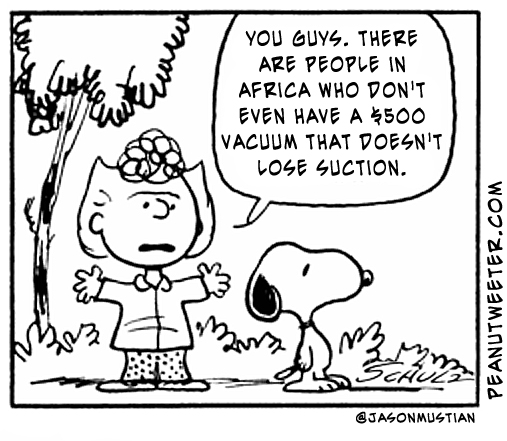 YOU GUYS. THERE
ARE PEOPLE IN
AFRICA WHO DON'T
EVEN HAVE A $500
VACUUM THAT DOESN'T
LOSE SUCTION.
SCHULZ
PEANUTWEETER.COM
@JASONMUSTIAN